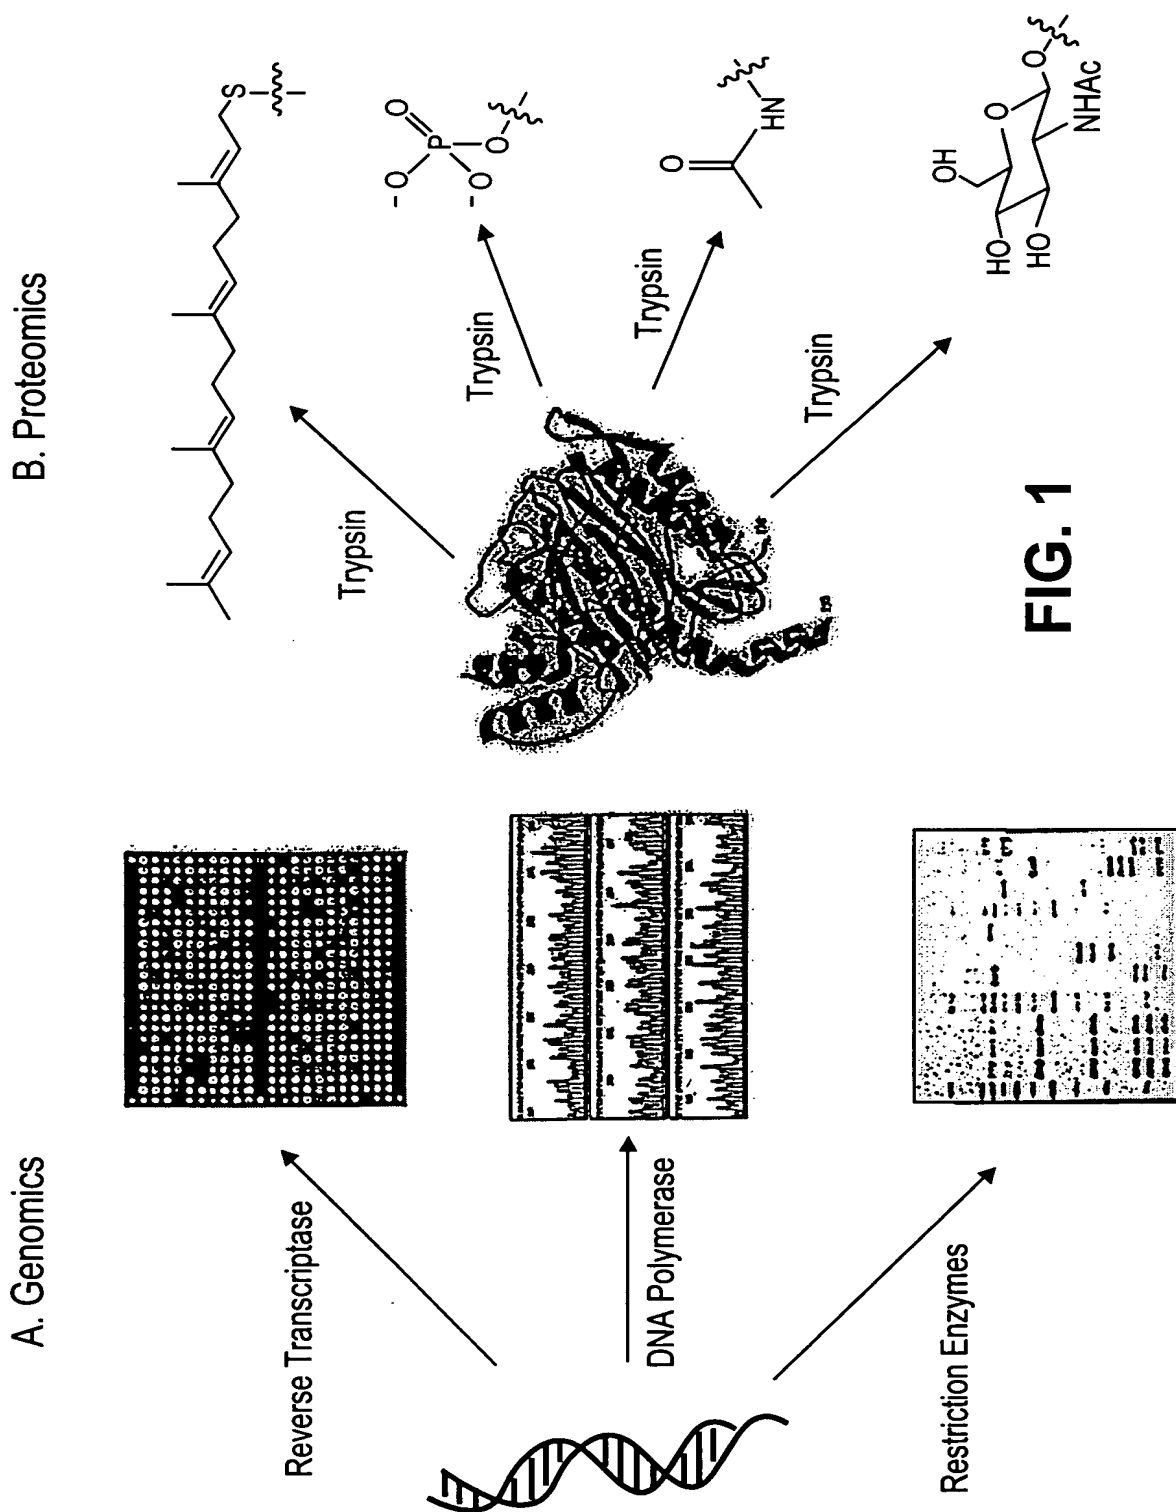 A. Genomics
Reverse Transcriptase
DNA Polymerase
Restriction Enzymes
B. Proteomics
Trypsin
S
Trypsin
-O
O
P
-O
O
Trypsin
O
HN
Trypsin
OH
HO
HO
O
O
NHAc
FIG. 1